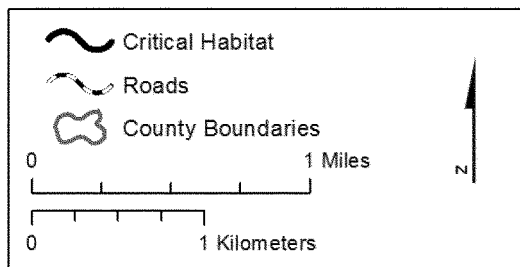 Critical Habitat
Roads
County Boundaries
0 1 Miles
0 1 Kilometers
N